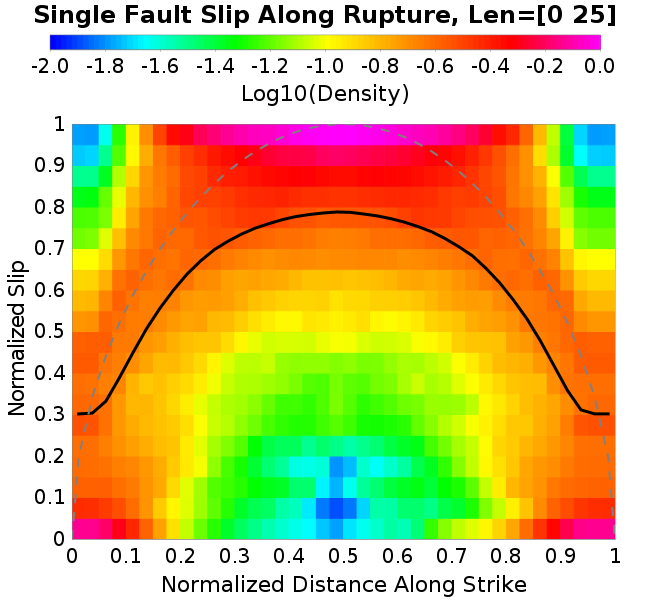 Single Fault Slip Along Rupture, Len=[0 25]
-2.0 -1.8 -1.6 -1.4 -1.2 -1.0 -0.8 -0.6 -0.4 -0.2 0.0
Log10(Density)
1
0.9
0.8
0.7
0.6
0.5
0.4
0.3
0.2
0.1
0
Normalized Slip
0 0.1 0.2 0.3 0.4 0.5 0.6 0.7 0.8 0.9 1
Normalized Distance Along Strike